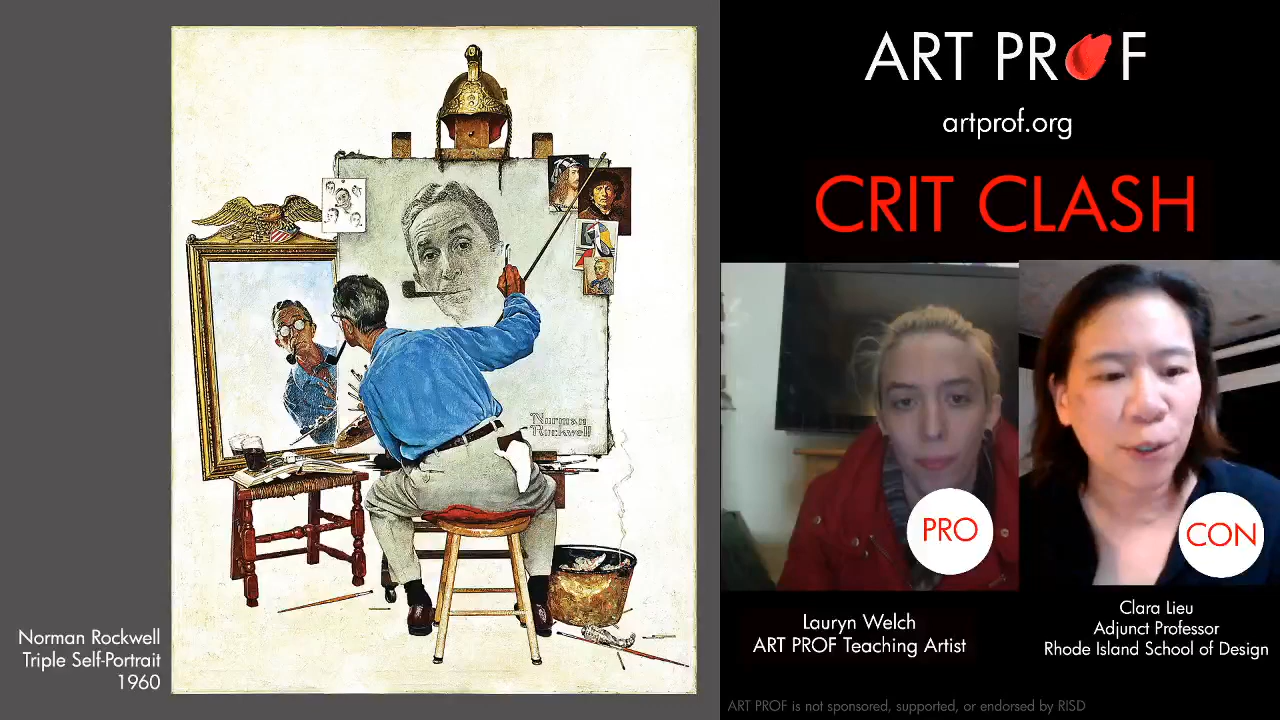 Norman
Rockwell
Norman Rockwell
Triple Self-Portrait
1960
ART PROF
artprof.org
CRIT CLASH
PRO
CON
Lauryn Welch
ART PROF Teaching Artist
Clara Lieu
Adjunct Professor
Rhode Island School of Design
ART PROF is not sponsored, supported, or endorsed by RISD